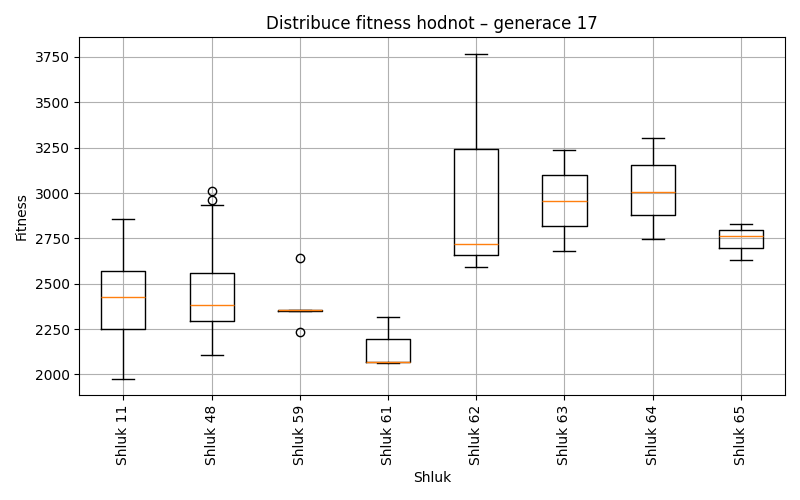 Distribuce fitness hodnot – generace 17
Fitness
3750
3500
3250
3000
2750
2500
2250
2000
Shluk 11
Shluk 48
Shluk 59
Shluk 61
Shluk 62
Shluk 63
Shluk 64
Shluk 65
Shluk